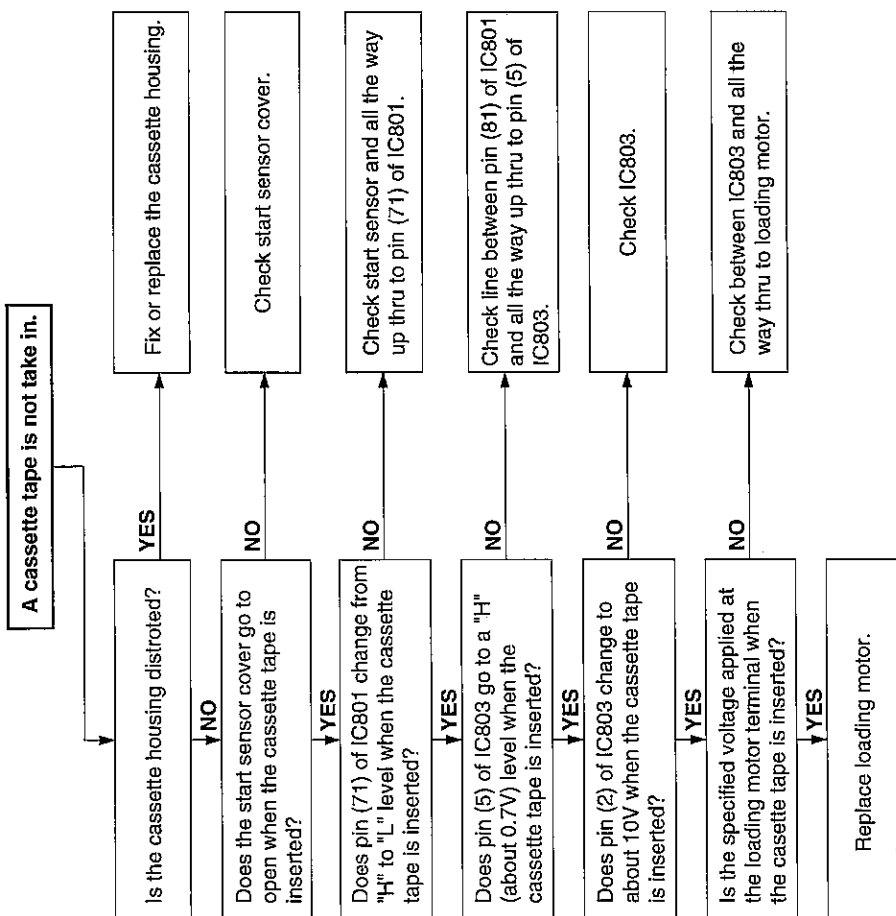 A cassette tape is not take in.
Is the cassette housing distroted?
YES
Fix or replace the cassette housing.
NO
Does the start sensor cover go to
open when the cassette tape is
inserted?
NO
Check start sensor cover.
YES
Does pin (71) of IC801 change from
"H" to "L" level when the cassette
tape is inserted?
NO
Check start sensor and all the way
up thru to pin (71) of IC801.
YES
Does pin (5) of IC803 go to a "H"
(about 0.7V) level when the
cassette tape is inserted?
NO
Check line between pin (81) of IC801
and all the way up thru to pin (5) of
IC803.
YES
Does pin (2) of IC803 change to
about 10V when the cassette tape
is inserted?
NO
Check IC803.
YES
Is the specified voltage applied at
the loading motor terminal when
the casette tape is inserted?
NO
Check between IC803 and all the
way thru to loading motor.
YES
Replace loading motor.